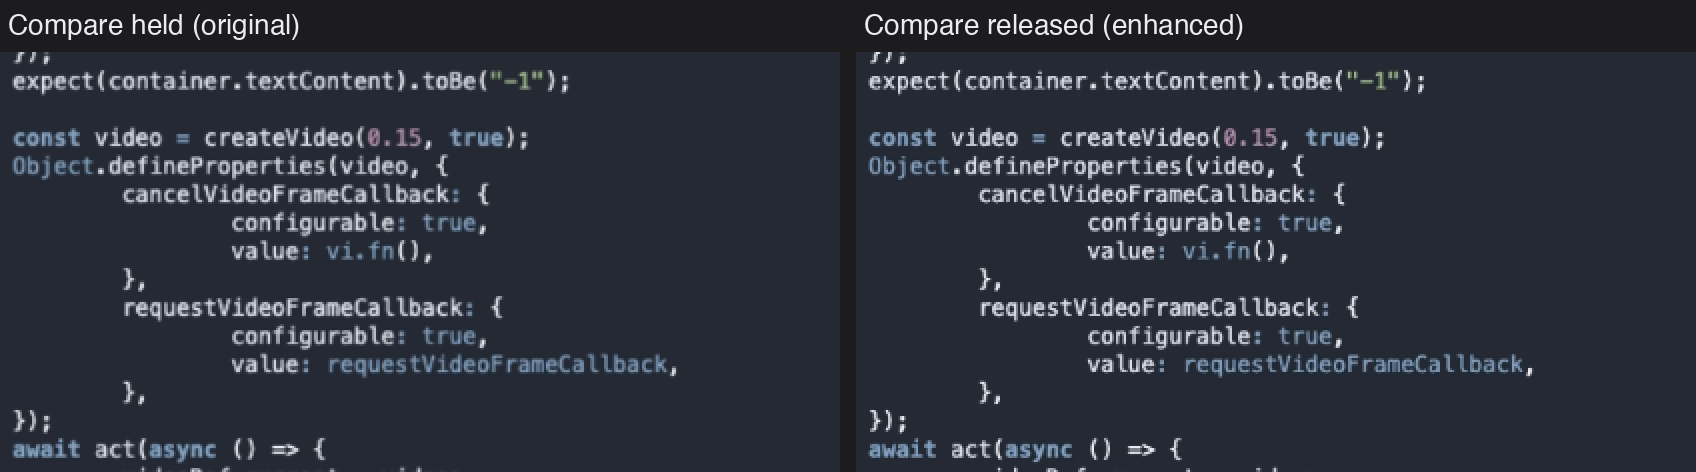 Compare held (original)
});
expect(container.textContent).toBe("-1");

const video = createVideo(0.15, true);
Object.defineProperties(video, {
        cancelVideoFrameCallback: {
                configurable: true,
                value: vi.fn(),
        },
        requestVideoFrameCallback: {
                configurable: true,
                value: requestVideoFrameCallback,
        },
});
await act(async () => {
Compare released (enhanced)
});
expect(container.textContent).toBe("-1");

const video = createVideo(0.15, true);
Object.defineProperties(video, {
        cancelVideoFrameCallback: {
                configurable: true,
                value: vi.fn(),
        },
        requestVideoFrameCallback: {
                configurable: true,
                value: requestVideoFrameCallback,
        },
});
await act(async () => {